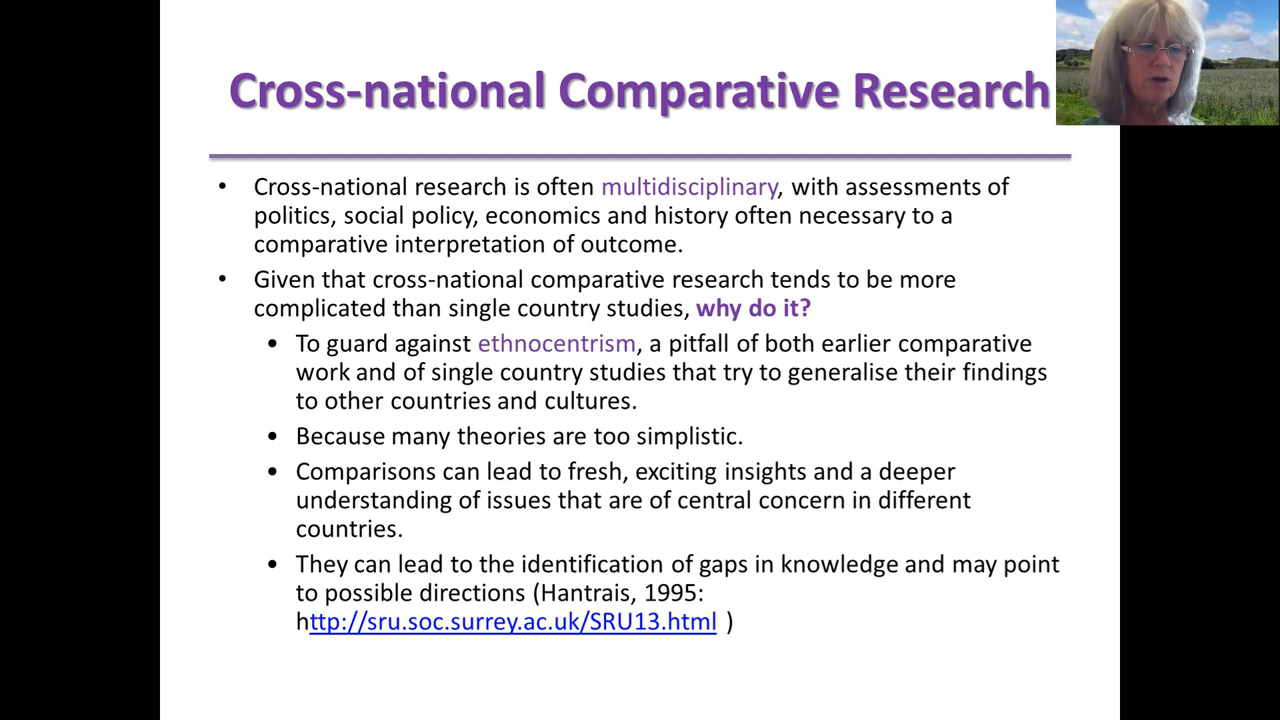 Cross-national Comparative Research
• Cross-national research is often multidisciplinary, with assessments of
politics, social policy, economics and history often necessary to a
comparative interpretation of outcome.
• Given that cross-national comparative research tends to be more
complicated than single country studies, why do it?
• To guard against ethnocentrism, a pitfall of both earlier comparative
work and of single country studies that try to generalise their findings
to other countries and cultures.
• Because many theories are too simplistic.
• Comparisons can lead to fresh, exciting insights and a deeper
understanding of issues that are of central concern in different
countries.
• They can lead to the identification of gaps in knowledge and may point
to possible directions (Hantrais, 1995:
http://sru.soc.surrey.ac.uk/SRU13.html )